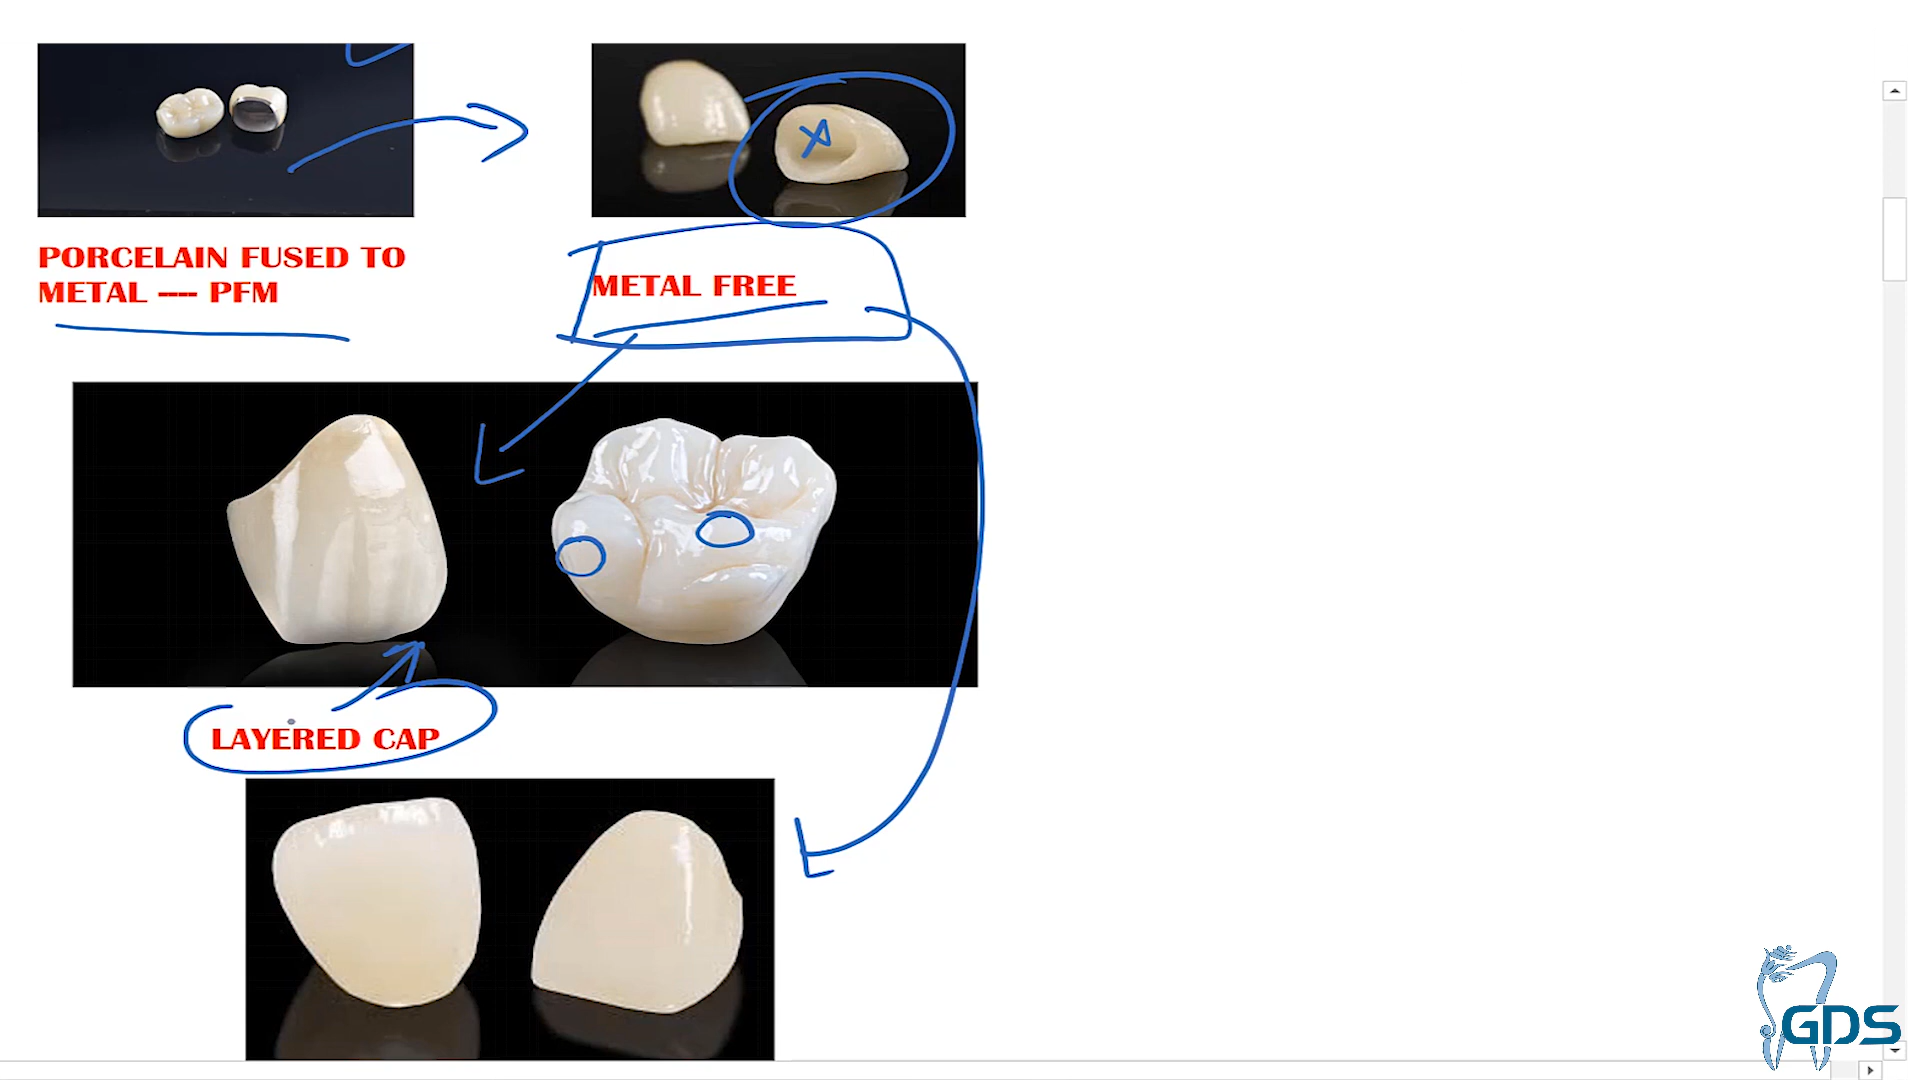 PORCELAIN FUSED TO
METAL ---- PFM
METAL FREE
LAYERED CAP
GDS